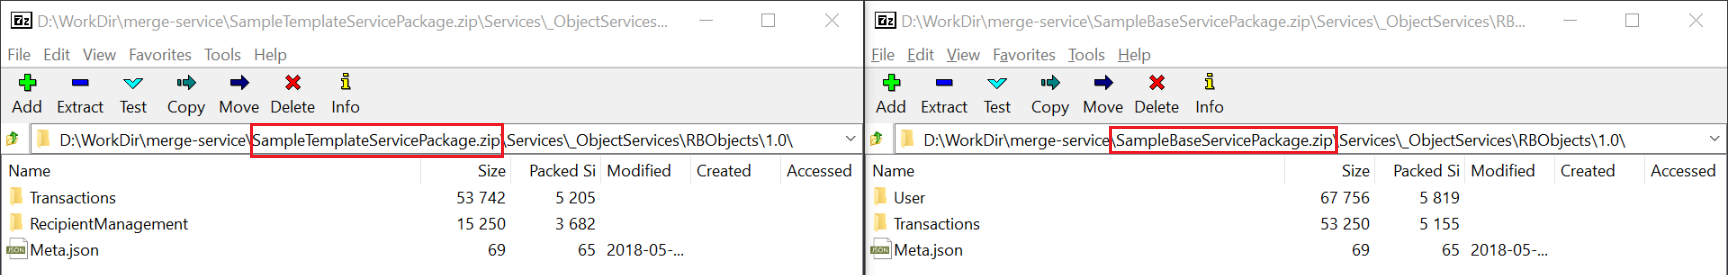 D:\WorkDir\merge-service\SampleTemplateServicePackage.zip\Services\_ObjectServices...
File Edit View Favorites Tools Help
Add Extract Test Copy Move Delete Info
D:\WorkDir\merge-service\SampleTemplateServicePackage.zip\Services\_ObjectServices\RBObjects\1.0\
Name Size Packed Si Modified Created Accessed
Transactions 53 742 5 205
RecipientManagement 15 250 3 682
JSON Meta.json 69 65 2018-05-...
D:\WorkDir\merge-service\SampleBaseServicePackage.zip\Services\_ObjectServices\RB...
File Edit View Favorites Tools Help
Add Extract Test Copy Move Delete Info
D:\WorkDir\merge-service\SampleBaseServicePackage.zip\Services\_ObjectServices\RBObjects\1.0\
Name Size Packed Si Modified Created Accessed
User 67 756 5 819
Transactions 53 250 5 155
JSON Meta.json 69 65 2018-05-...